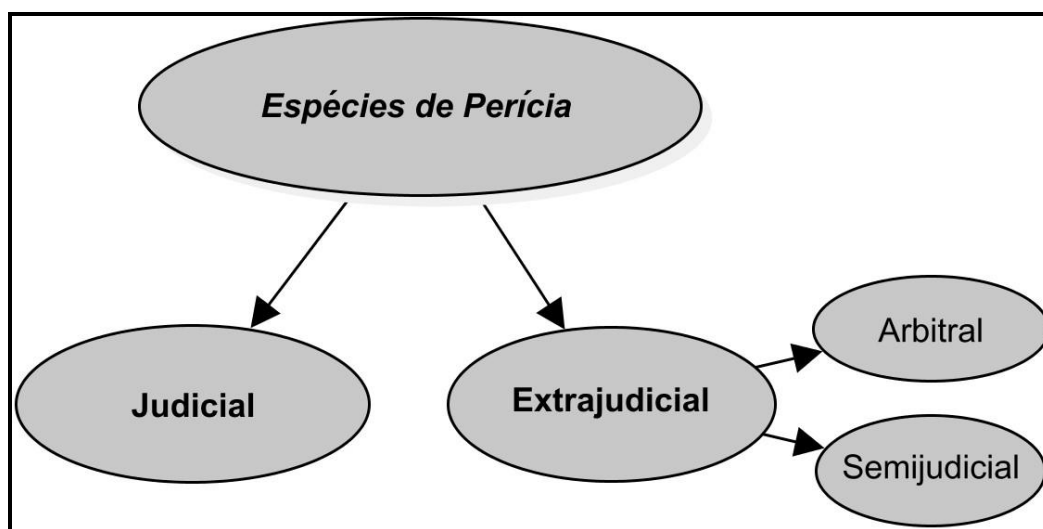 Espécies de Perícia
Judicial
Extrajudicial
Arbitral
Semijudicial